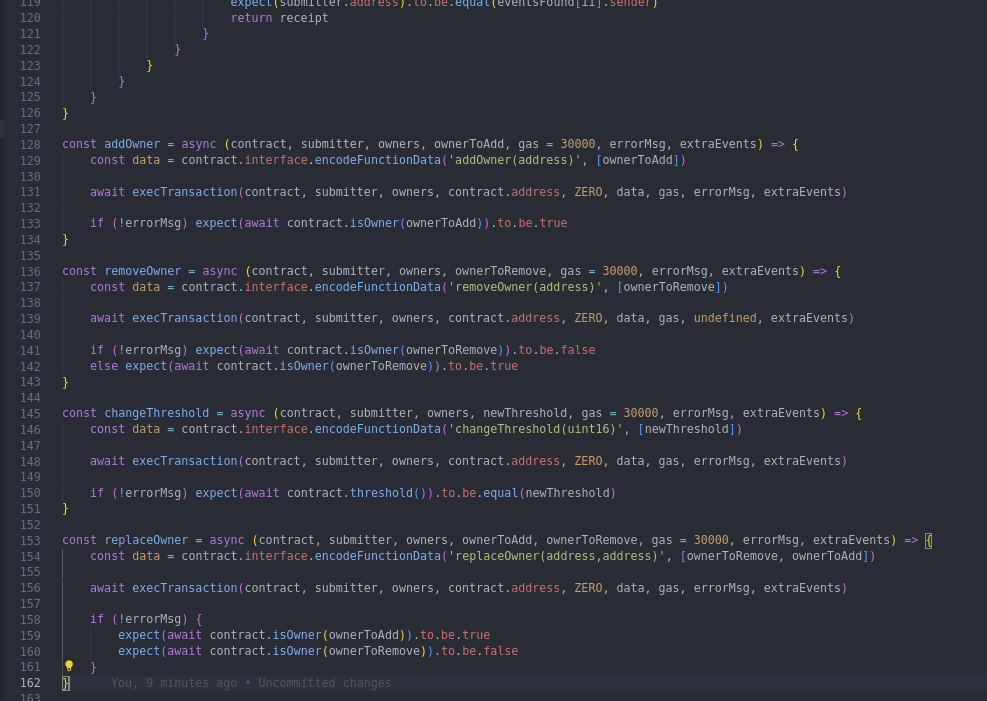 119 expect(submitter.address).to.be.equal(eventsFound[i1].sender)
120 return receipt
121 }
122 }
123 }
124 }
125 }
126 }
127
128 const addOwner = async (contract, submitter, owners, ownerToAdd, gas = 30000, errorMsg, extraEvents) => {
129 const data = contract.interface.encodeFunctionData('addOwner(address)', [ownerToAdd])
130
131 await execTransaction(contract, submitter, owners, contract.address, ZERO, data, gas, errorMsg, extraEvents)
132
133 if (!errorMsg) expect(await contract.isOwner(ownerToAdd)).to.be.true
134 }
135
136 const removeOwner = async (contract, submitter, owners, ownerToRemove, gas = 30000, errorMsg, extraEvents) => {
137 const data = contract.interface.encodeFunctionData('removeOwner(address)', [ownerToRemove])
138
139 await execTransaction(contract, submitter, owners, contract.address, ZERO, data, gas, undefined, extraEvents)
140
141 if (!errorMsg) expect(await contract.isOwner(ownerToRemove)).to.be.false
142 else expect(await contract.isOwner(ownerToRemove)).to.be.true
143 }
144
145 const changeThreshold = async (contract, submitter, owners, newThreshold, gas = 30000, errorMsg, extraEvents) => {
146 const data = contract.interface.encodeFunctionData('changeThreshold(uint16)', [newThreshold])
147
148 await execTransaction(contract, submitter, owners, contract.address, ZERO, data, gas, errorMsg, extraEvents)
149
150 if (!errorMsg) expect(await contract.threshold()).to.be.equal(newThreshold)
151 }
152
153 const replaceOwner = async (contract, submitter, owners, ownerToAdd, ownerToRemove, gas = 30000, errorMsg, extraEvents) => {
154 const data = contract.interface.encodeFunctionData('replaceOwner(address,address)', [ownerToRemove, ownerToAdd])
155
156 await execTransaction(contract, submitter, owners, contract.address, ZERO, data, gas, errorMsg, extraEvents)
157
158 if (!errorMsg) {
159 expect(await contract.isOwner(ownerToAdd)).to.be.true
160 expect(await contract.isOwner(ownerToRemove)).to.be.false
161 }
162 } You, 9 minutes ago • Uncommitted changes
163